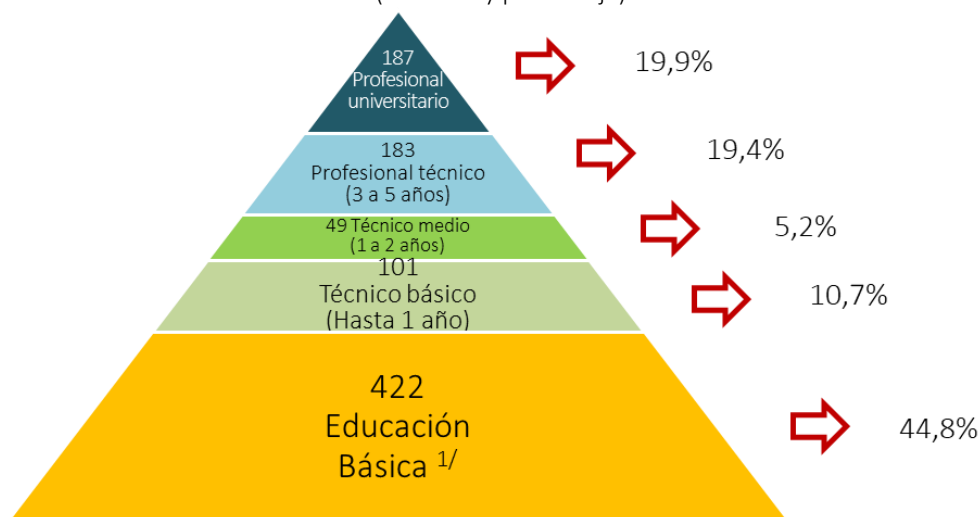 187
Profesional
universitario
19,9%
183
Profesional técnico
(3 a 5 años)
19,4%
49 Técnico medio
(1 a 2 años)
5,2%
101
Técnico básico
(Hasta 1 año)
10,7%
422
Educación
Básica 1/
44,8%